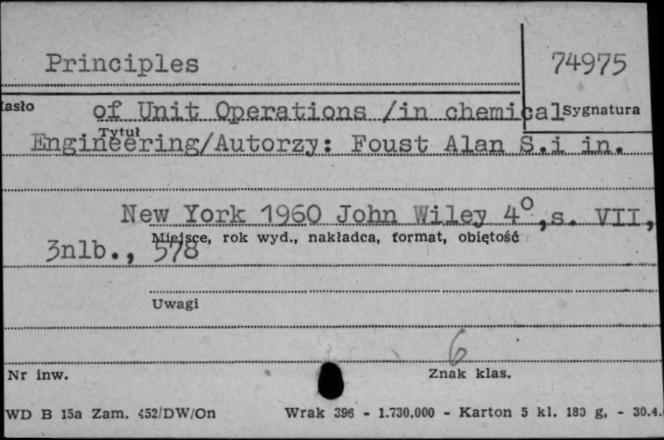 Principles
74975
Hasło
of Unit Operations /in chemical
Sygnatura
Tytuł
Engineering/Autorzy: Foust Alan S.i in.
New York 1960 John Wiley 4°,s. VII,
Miejsce, rok wyd., nakładca, format, objętość
3nlb., 578
Uwagi
6
Nr inw.
Znak klas.
WD B 15a Zam. 452/DW/On
Wrak 396 - 1.730.000 - Karton 5 kl. 180 g, - 30.4.